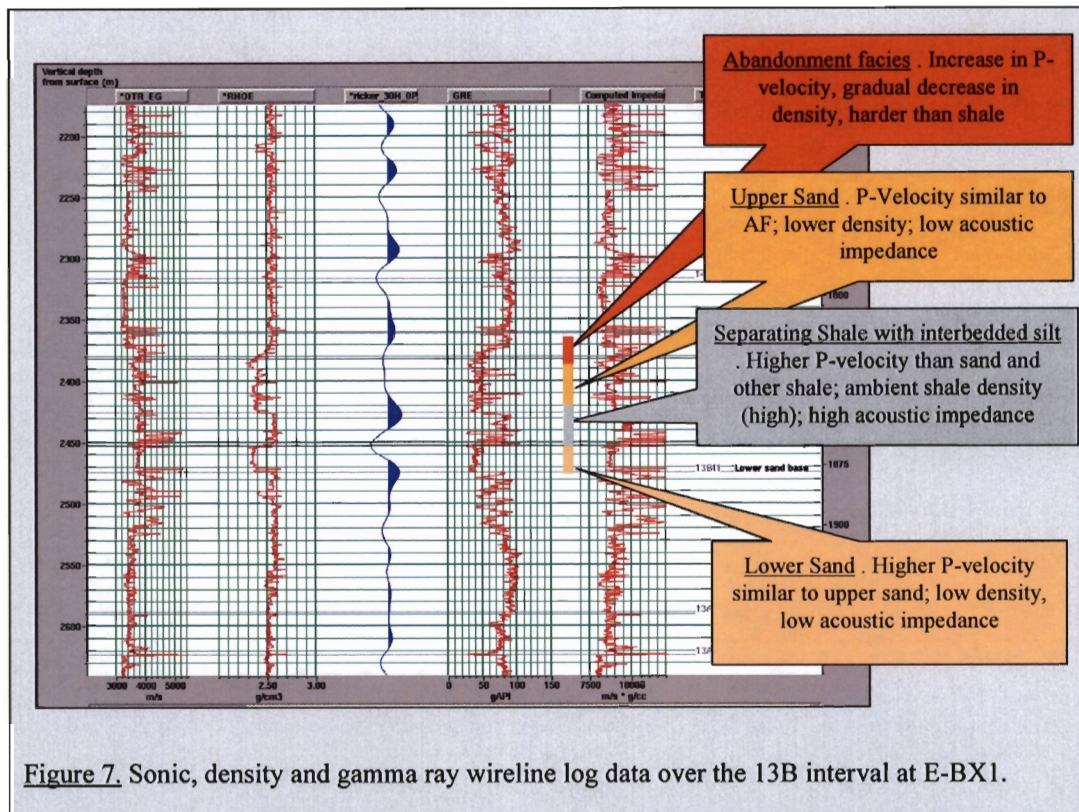 Vertical depth
from surface (m)
*DTR_EG
*RHOE
*ricker_30H_0P
GRE
Computed Impedar
T
Abandonment facies . Increase in P-
velocity, gradual decrease in
density, harder than shale
Upper Sand . P-Velocity similar to
AF; lower density; low acoustic
impedance
Separating Shale with interbedded silt
. Higher P-velocity than sand and
other shale; ambient shale density
(high); high acoustic impedance
Lower Sand . Higher P-velocity
similar to upper sand; low density,
low acoustic impedance
2200
2250
2300
2350
2400
2450
2500
2550
2600
1800
1875
1900
*Lower sand base
13A
13A
3000 4000 5000
m/s
2.50 3.00
g/cm3
0 50 100 150
gAPI
7500 10000
m/s * g/cc
Figure 7. Sonic, density and gamma ray wireline log data over the 13B interval at E-BX1.